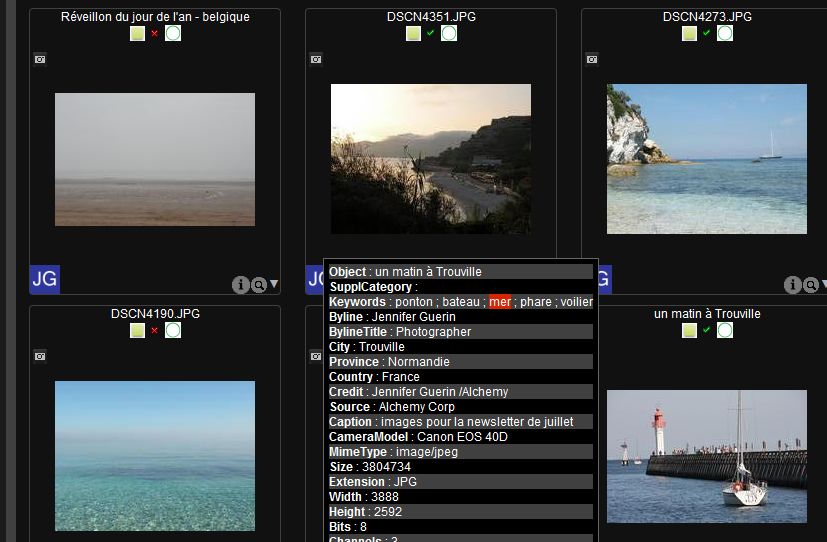 Réveillon du jour de l'an - belgique
DSCN4351.JPG
DSCN4273.JPG
JG
JG
JG
DSCN4190.JPG
un matin à Trouville
Object : un matin à Trouville
SupplCategory :
Keywords : ponton ; bateau ; mer ; phare ; voilier
Byline : Jennifer Guerin
BylineTitle : Photographer
City : Trouville
Province : Normandie
Country : France
Credit : Jennifer Guerin /Alchemy
Source : Alchemy Corp
Caption : images pour la newsletter de juillet
CameraModel : Canon EOS 40D
MimeType : image/jpeg
Size : 3804734
Extension : JPG
Width : 3888
Height : 2592
Bits : 8
Channels : 3